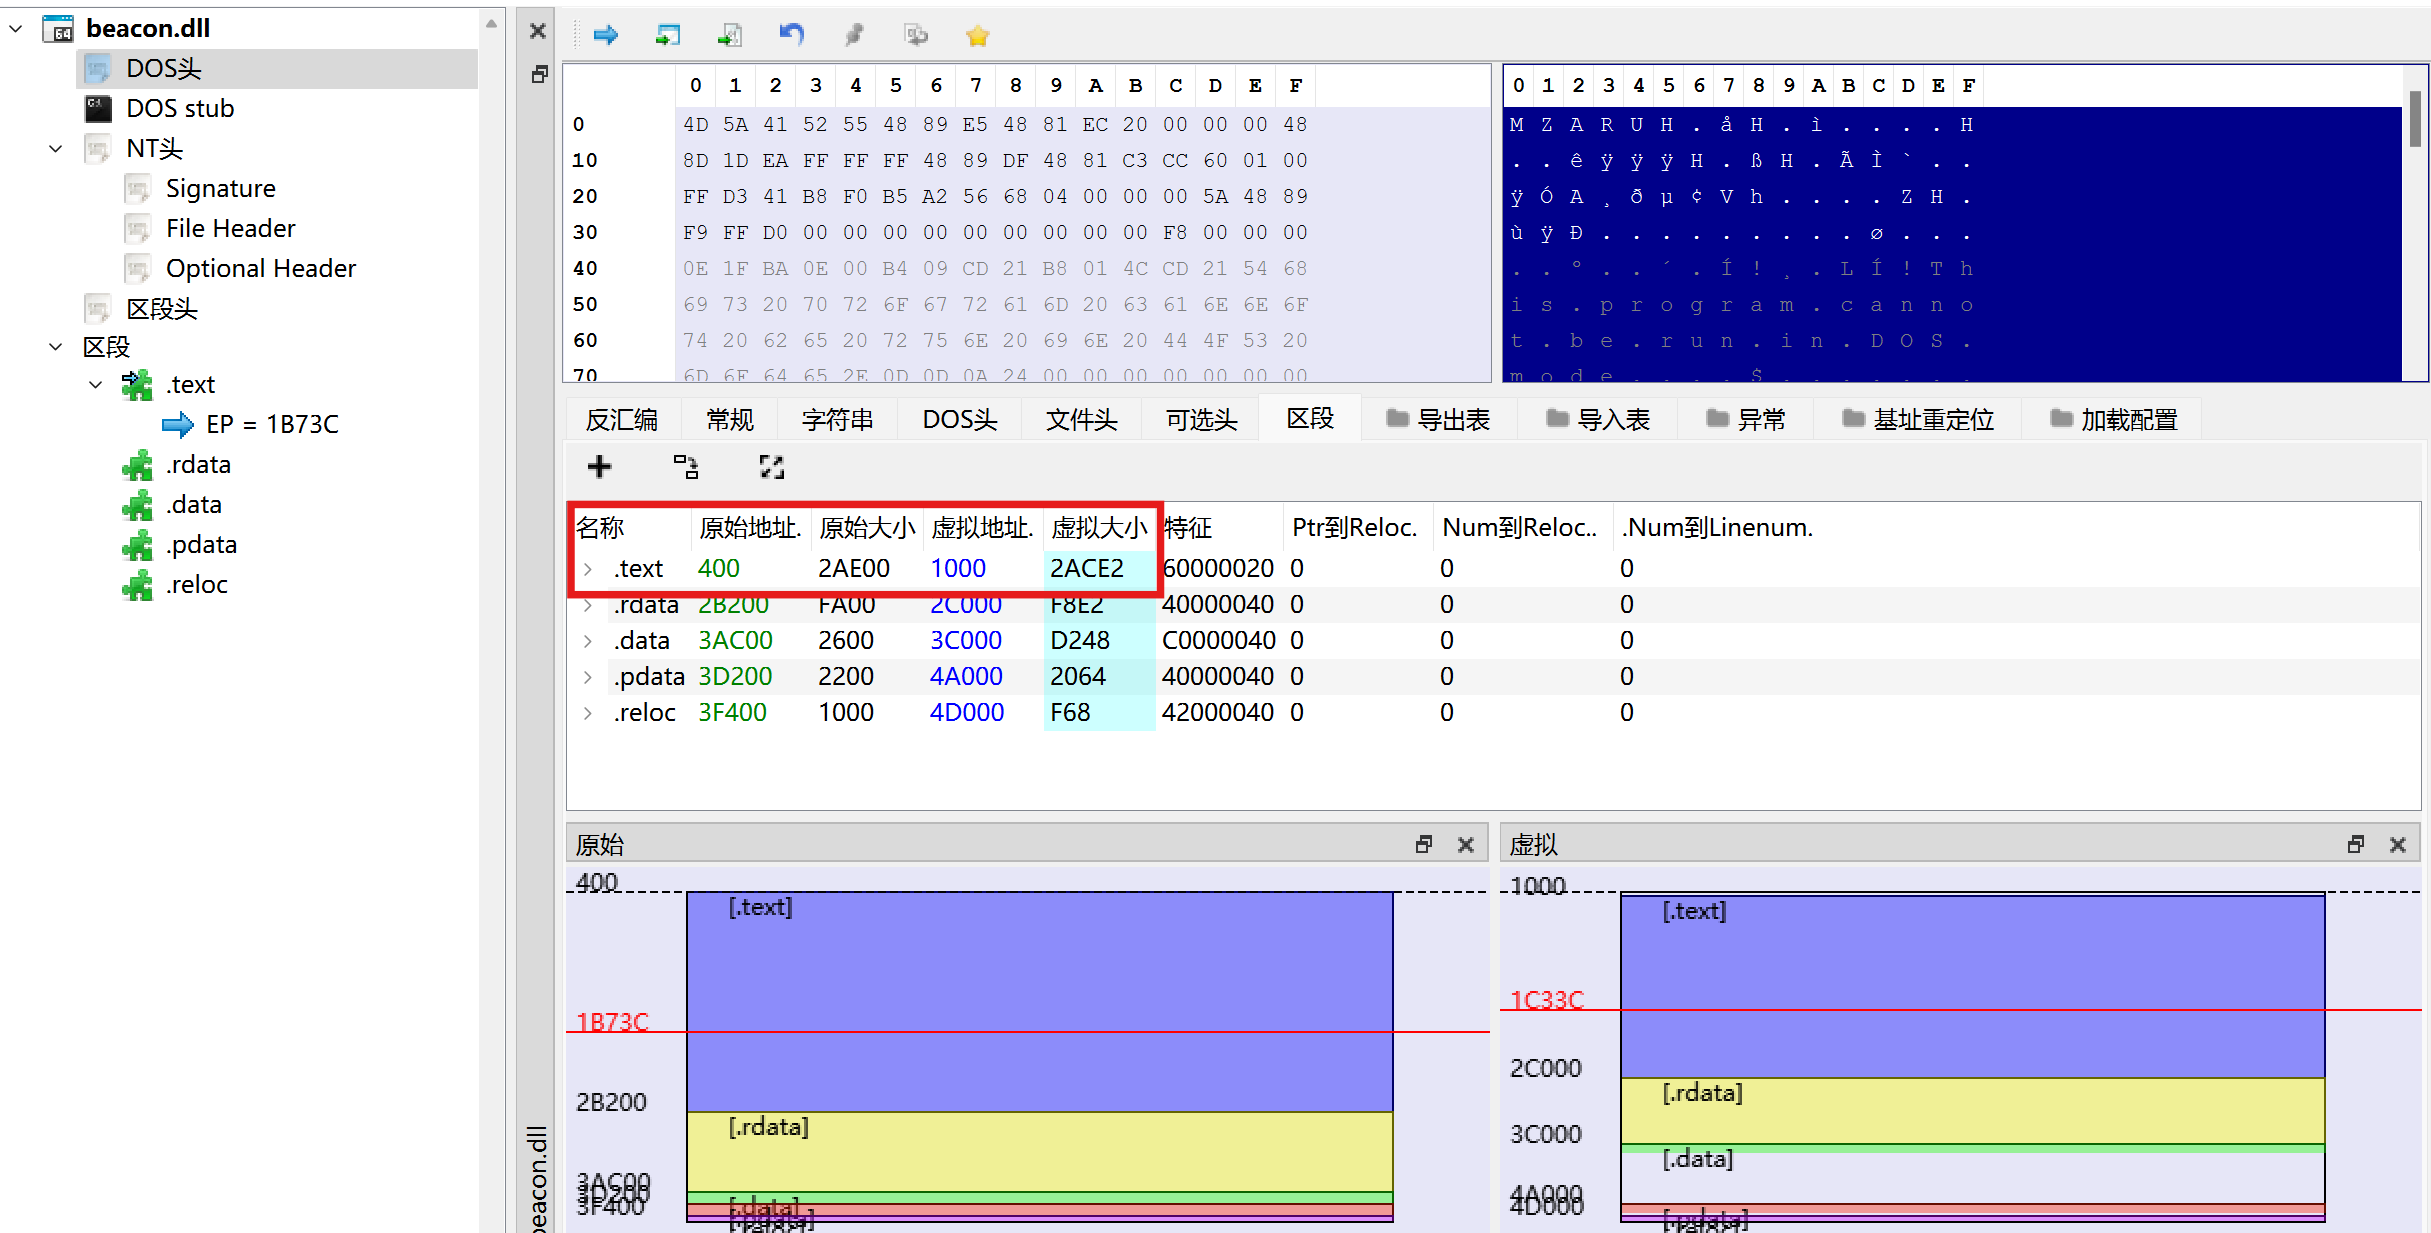 beacon.dll
DOS头
DOS stub
NT头
Signature
File Header
Optional Header
区段头
区段
.text
EP = 1B73C
.rdata
.data
.pdata
.reloc
beacon.dll
0 1 2 3 4 5 6 7 8 9 A B C D E F
0 4D 5A 41 52 55 48 89 E5 48 81 EC 20 00 00 00 48
10 8D 1D EA FF FF FF 48 89 DF 48 81 C3 CC 60 01 00
20 FF D3 41 B8 F0 B5 A2 56 68 04 00 00 00 5A 48 89
30 F9 FF D0 00 00 00 00 00 00 00 00 00 F8 00 00 00
40 0E 1F BA 0E 00 B4 09 CD 21 B8 01 4C CD 21 54 68
50 69 73 20 70 72 6F 67 72 61 6D 20 63 61 6E 6E 6F
60 74 20 62 65 20 72 75 6E 20 69 6E 20 44 4F 53 20
70 6D 6F 64 65 2E 0D 0D 0A 24 00 00 00 00 00 00 00
0 1 2 3 4 5 6 7 8 9 A B C D E F
M Z A R U H . å H . ì . . . . H
. . ê ÿ ÿ ÿ H . ß H . Ã Ì ` . .
ÿ Ó A ¸ ð µ ¢ V h . . . . Z H .
ù ÿ Ð . . . . . . . . . ø . . .
. . º . . ´ . Í ! ¸ . L Í ! T h
i s . p r o g r a m . c a n n o
t . b e . r u n . i n . D O S .
m o d e . . . . $ . . . . . . .
反汇编 常规 字符串 DOS头 文件头 可选头 区段 导出表 导入表 异常 基址重定位 加载配置
名称 原始地址. 原始大小 虚拟地址. 虚拟大小 特征 Ptr到Reloc. Num到Reloc.. .Num到Linenum.
.text 400 2AE00 1000 2ACE2 60000020 0 0 0
.rdata 2B200 FA00 2C000 F8E2 40000040 0 0 0
.data 3AC00 2600 3C000 D248 C0000040 0 0 0
.pdata 3D200 2200 4A000 2064 40000040 0 0 0
.reloc 3F400 1000 4D000 F68 42000040 0 0 0
原始
400
[.text]
1B73C
2B200
[.rdata]
3AC00
3D200
3F400
[.data]
[.pdata]
[.reloc]
虚拟
1000
[.text]
1C33C
2C000
[.rdata]
3C000
[.data]
4A000
4D000
[.pdata]
[.reloc]